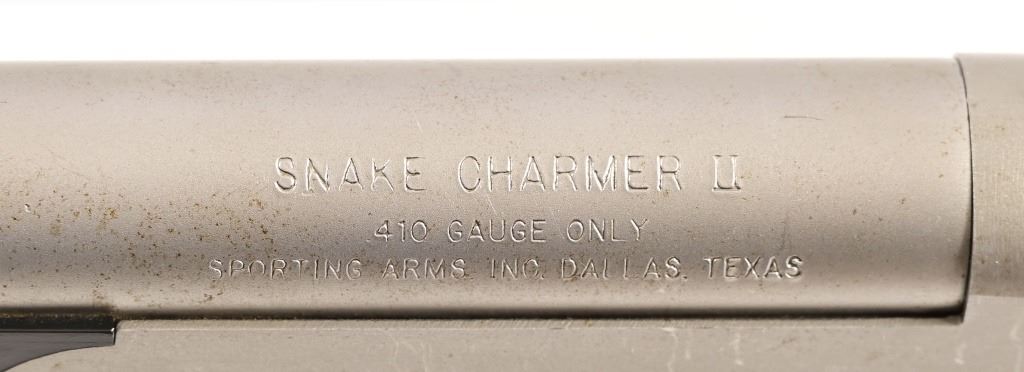 SNAKE CHARMER II
.410 GAUGE ONLY
SPORTING ARMS, INC. DALLAS, TEXAS